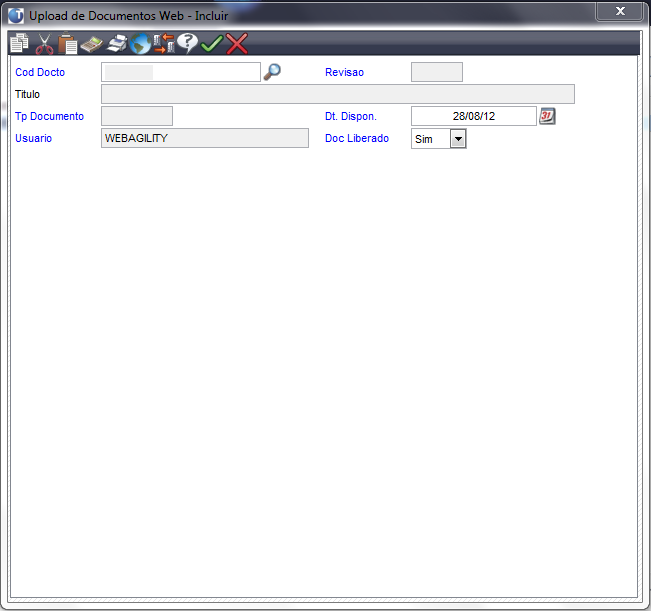 Upload de Documentos Web - Incluir
Cod Docto Revisao
Titulo
Tp Documento Dt. Dispon. 28/08/12 31
Usuario WEBAGILITY Doc Liberado Sim